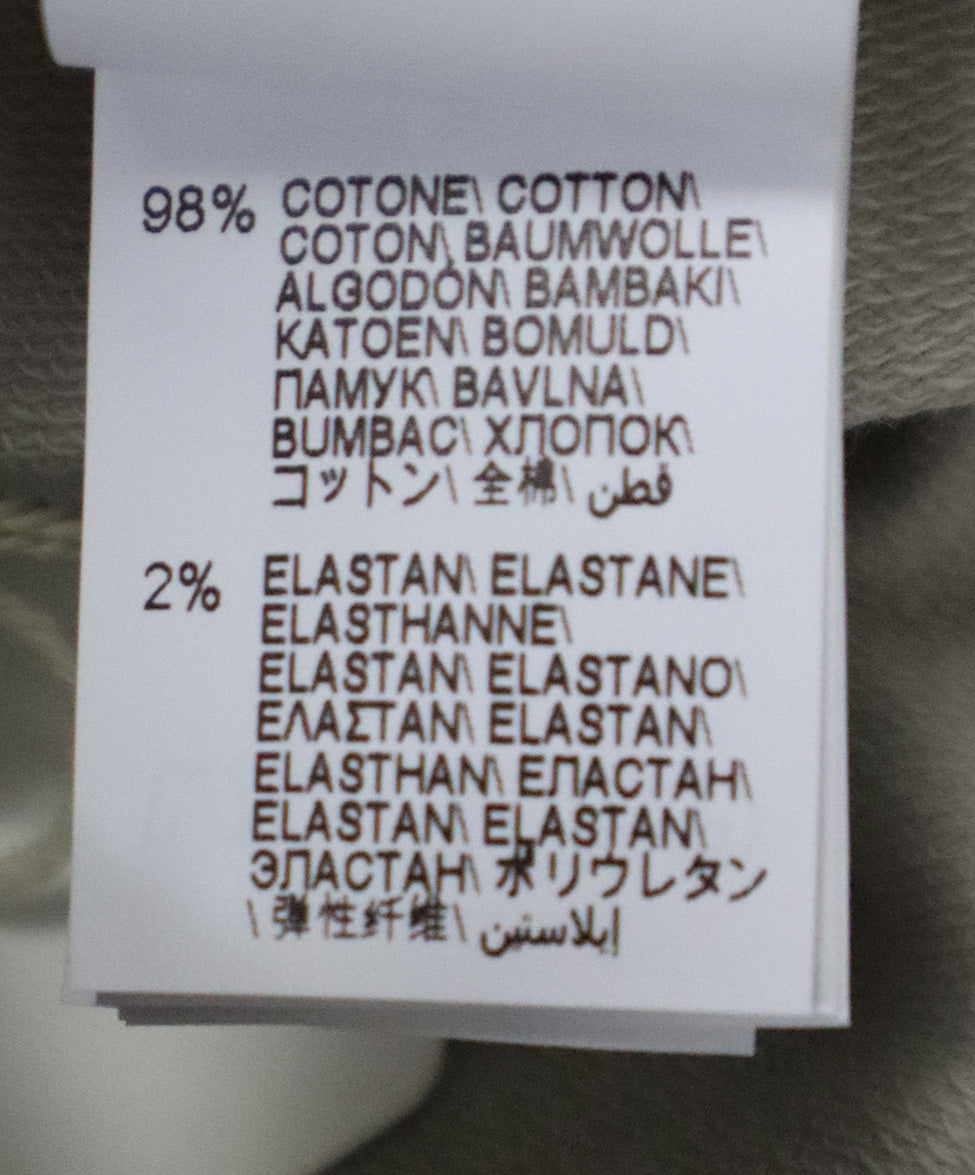 98% COTONE\ COTTON\
COTON\ BAUMWOLLE\
ALGODÓN\ BAMBAKI\
KATOEN\ BOMULD\
ПАМУК\ BAVLNA\
BUMBAC\ ХЛОПОК\
コットン\ 全棉\ قطن
2% ELASTAN\ ELASTANE\
ELASTHANNE\
ELASTAN\ ELASTANO\
ΕΛΑΣΤΑΝ\ ELASTAN\
ELASTHAN\ ЕЛАСТАН\
ELASTAN\ ELASTAN\
ЭЛАСТАН\ ポリウレタン
\ 弹性纤维\ إيلاستين